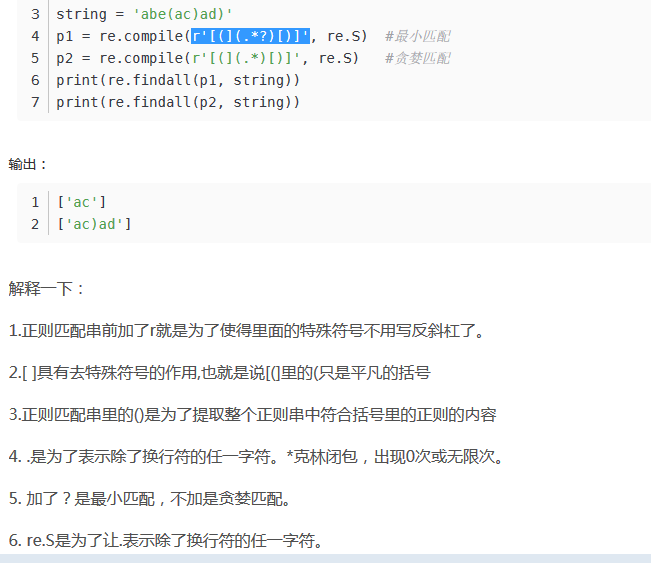 3 string = 'abe(ac)ad)'
4 p1 = re.compile(r'[(](.*?)[)]', re.S) #最小匹配
5 p2 = re.compile(r'[(](.*)[)]', re.S) #贪婪匹配
6 print(re.findall(p1, string))
7 print(re.findall(p2, string))
输出：
1 ['ac']
2 ['ac)ad']
解释一下：
1.正则匹配串前加了r就是为了使得里面的特殊符号不用写反斜杠了。
2.[ ]具有去特殊符号的作用,也就是说[(]里的(只是平凡的括号
3.正则匹配串里的()是为了提取整个正则串中符合括号里的正则的内容
4. .是为了表示除了换行符的任一字符。*克林闭包，出现0次或无限次。
5. 加了？是最小匹配，不加是贪婪匹配。
6. re.S是为了让.表示除了换行符的任一字符。